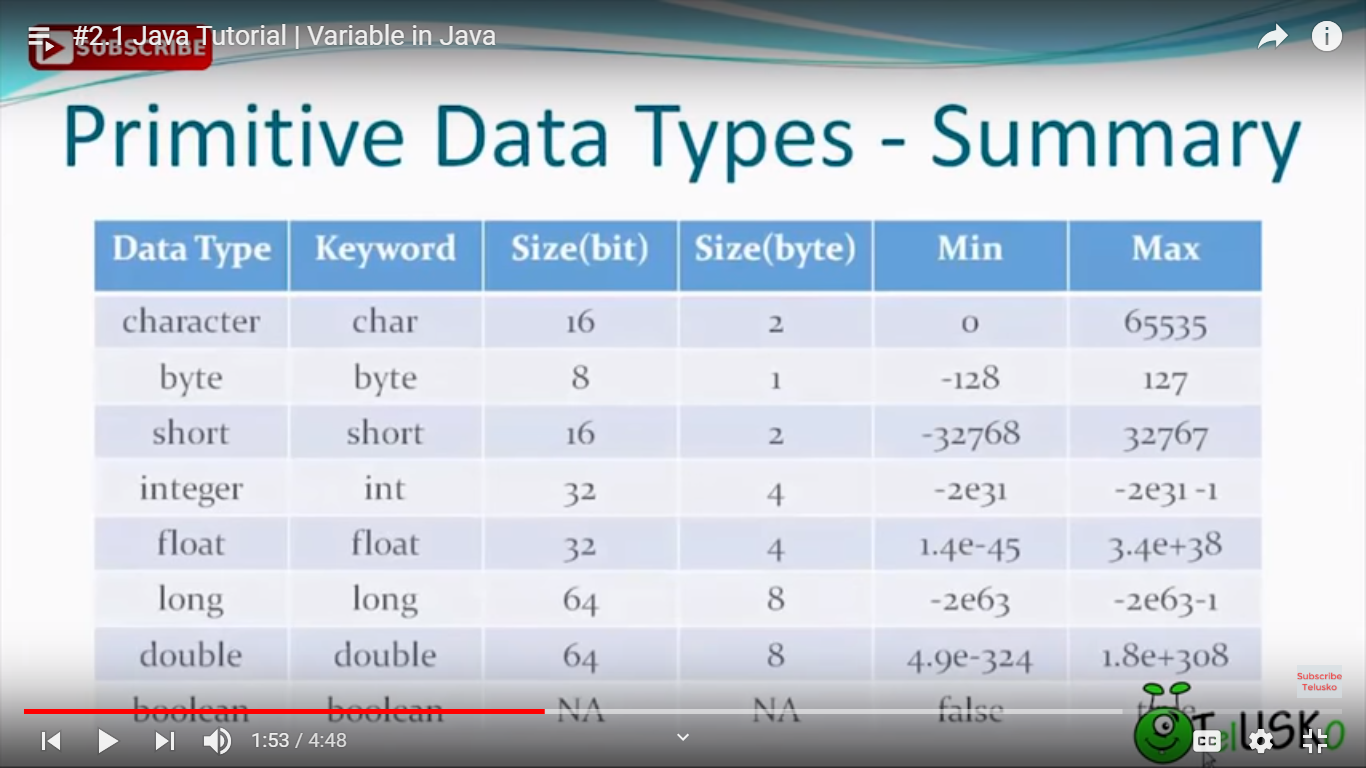 #2.1 Java Tutorial | Variable in Java
SUBSCRIBE
Primitive Data Types - Summary
Data Type Keyword Size(bit) Size(byte) Min Max
character char 16 2 0 65535
byte byte 8 1 -128 127
short short 16 2 -32768 32767
integer int 32 4 -2e31 -2e31 -1
float float 32 4 1.4e-45 3.4e+38
long long 64 8 -2e63 -2e63-1
double double 64 8 4.9e-324 1.8e+308
boolean boolean NA NA false true
Subscribe
Telusko
TelUSKO
1:53 / 4:48
CC